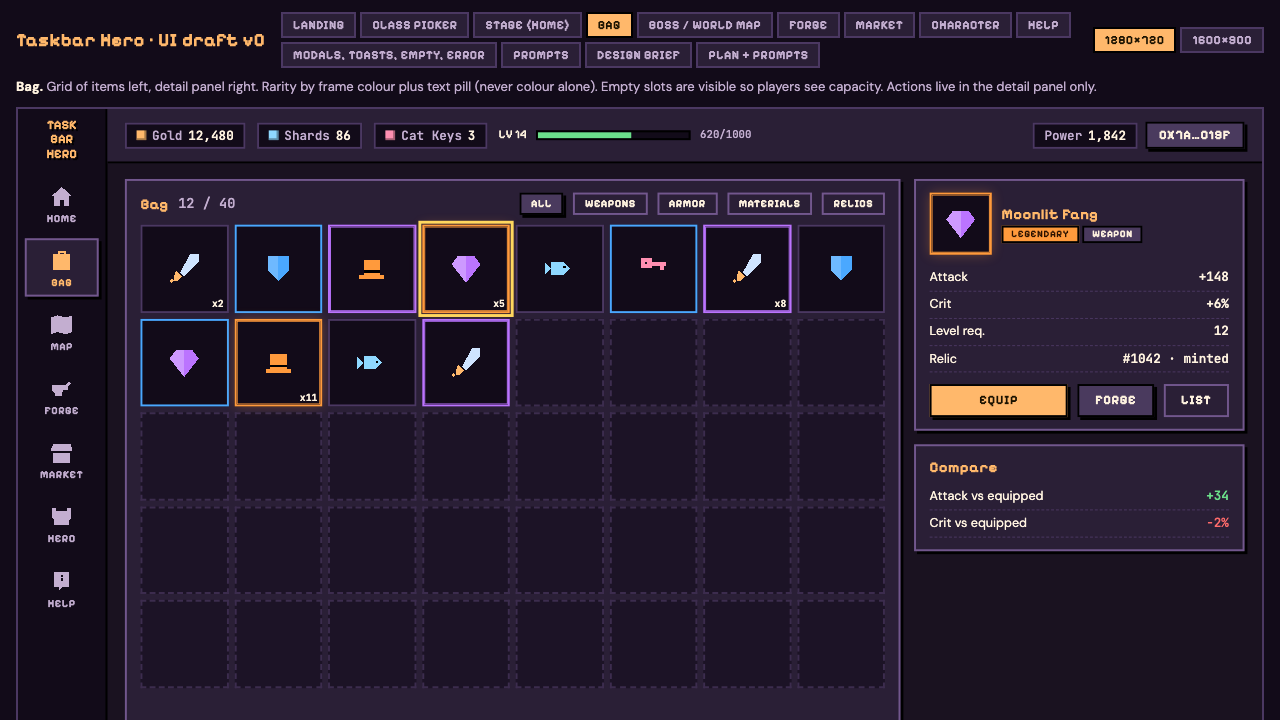 Taskbar Hero · UI draft v0
LANDING
CLASS PICKER
STAGE (HOME)
BAG
BOSS / WORLD MAP
FORGE
MARKET
CHARACTER
HELP
MODALS, TOASTS, EMPTY, ERROR
PROMPTS
DESIGN BRIEF
PLAN + PROMPTS
1280×720
1600×900
Bag. Grid of items left, detail panel right. Rarity by frame colour plus text pill (never colour alone). Empty slots are visible so players see capacity. Actions live in the detail panel only.
TASK
BAR
HERO
HOME
BAG
MAP
FORGE
MARKET
HERO
HELP
Gold 12,480
Shards 86
Cat Keys 3
LV 14
620/1000
Power 1,842
0X7A…019F
Bag 12 / 40
ALL
WEAPONS
ARMOR
MATERIALS
RELICS
x2
x5
x8
x11
Moonlit Fang
LEGENDARY
WEAPON
Attack +148
Crit +6%
Level req. 12
Relic #1042 · minted
EQUIP
FORGE
LIST
Compare
Attack vs equipped +34
Crit vs equipped -2%